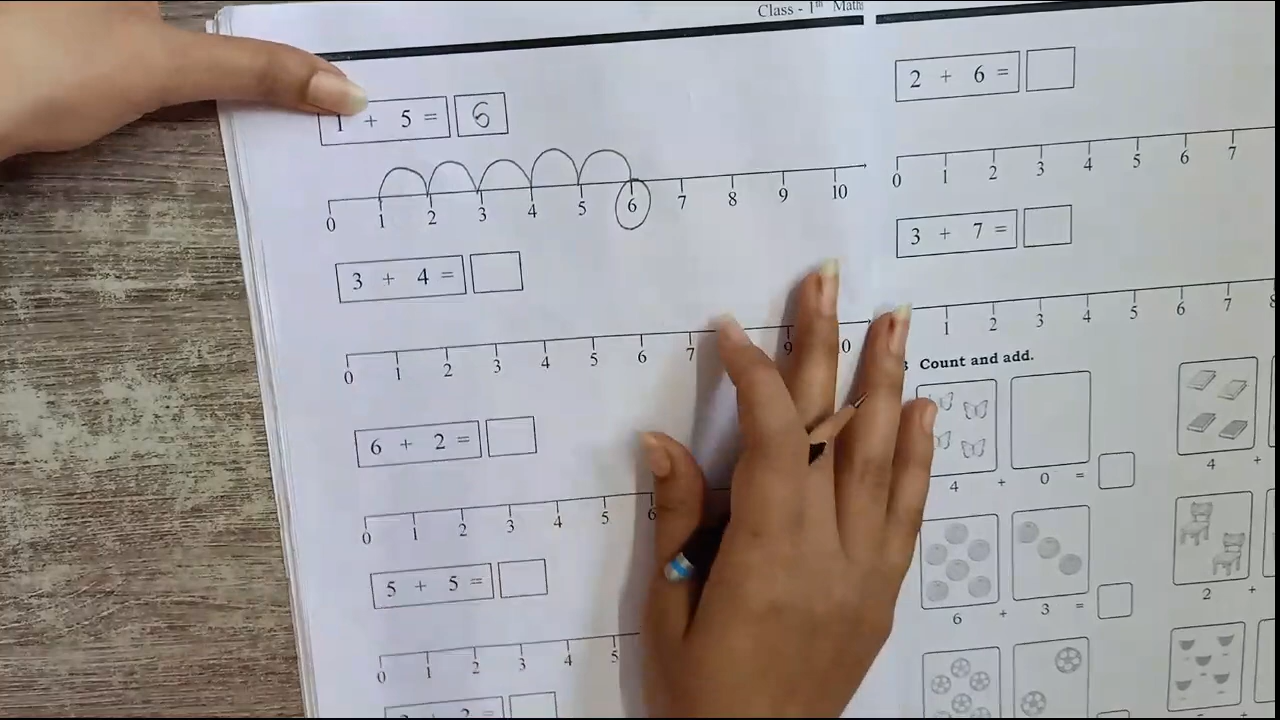 Class - 1th Maths
1 + 5 = 6
0 1 2 3 4 5 6 7 8 9 10
3 + 4 =
0 1 2 3 4 5 6 7 9 10
6 + 2 =
0 1 2 3 4 5 6
5 + 5 =
0 1 2 3 4 5
2 + 6 =
0 1 2 3 4 5 6 7
3 + 7 =
1 2 3 4 5 6 7 8
Count and add.
4 + 0 =
4 +
6 + 3 =
2 +